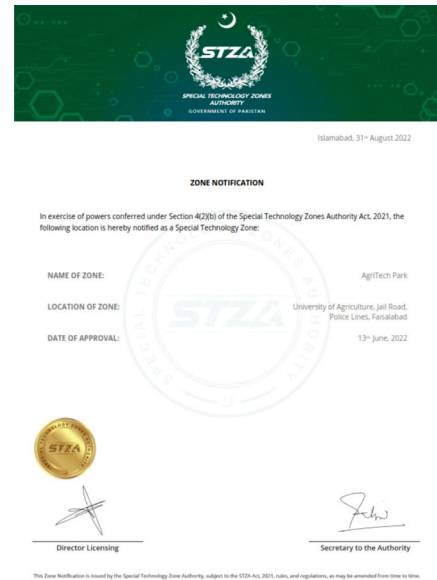 STZA
SPECIAL TECHNOLOGY ZONES
AUTHORITY
GOVERNMENT OF PAKISTAN
Islamabad, 31st August 2022
ZONE NOTIFICATION
In exercise of powers conferred under Section 4(2)(b) of the Special Technology Zones Authority Act, 2021, the
following location is hereby notified as a Special Technology Zone:
NAME OF ZONE: AgriTech Park
LOCATION OF ZONE: University of Agriculture, Jail Road,
Police Lines, Faisalabad
DATE OF APPROVAL: 13th June, 2022
SPECIAL TECHNOLOGY ZONES AUTHORITY
STZA
STZA
Director Licensing
Secretary to the Authority
This Zone Notification is issued by the Special Technology Zone Authority, subject to the STZA Act, 2021, rules, and regulations, as may be amended from time to time.